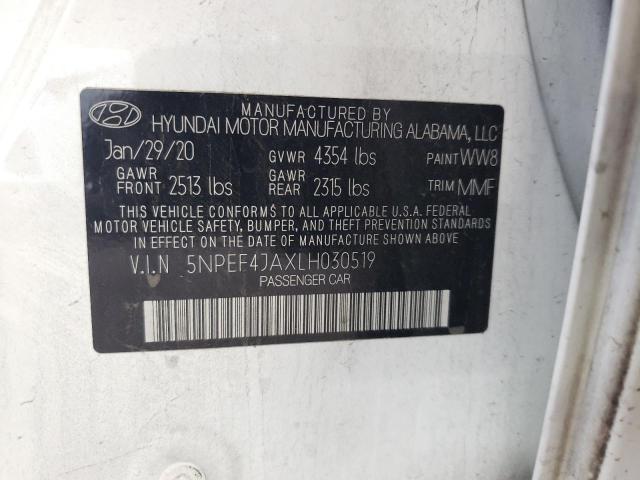 MANUFACTURED BY
HYUNDAI MOTOR MANUFACTURING ALABAMA, LLC
Jan/29/20 GVWR 4354 lbs PAINT WW8
GAWR FRONT 2513 lbs GAWR REAR 2315 lbs TRIM MMF
THIS VEHICLE CONFORMS TO ALL APPLICABLE U.S.A. FEDERAL
MOTOR VEHICLE SAFETY, BUMPER, AND THEFT PREVENTION STANDARDS
IN EFFECT ON THE DATE OF MANUFACTURE SHOWN ABOVE.
V.I.N 5NPEF4JAXLH030519
PASSENGER CAR